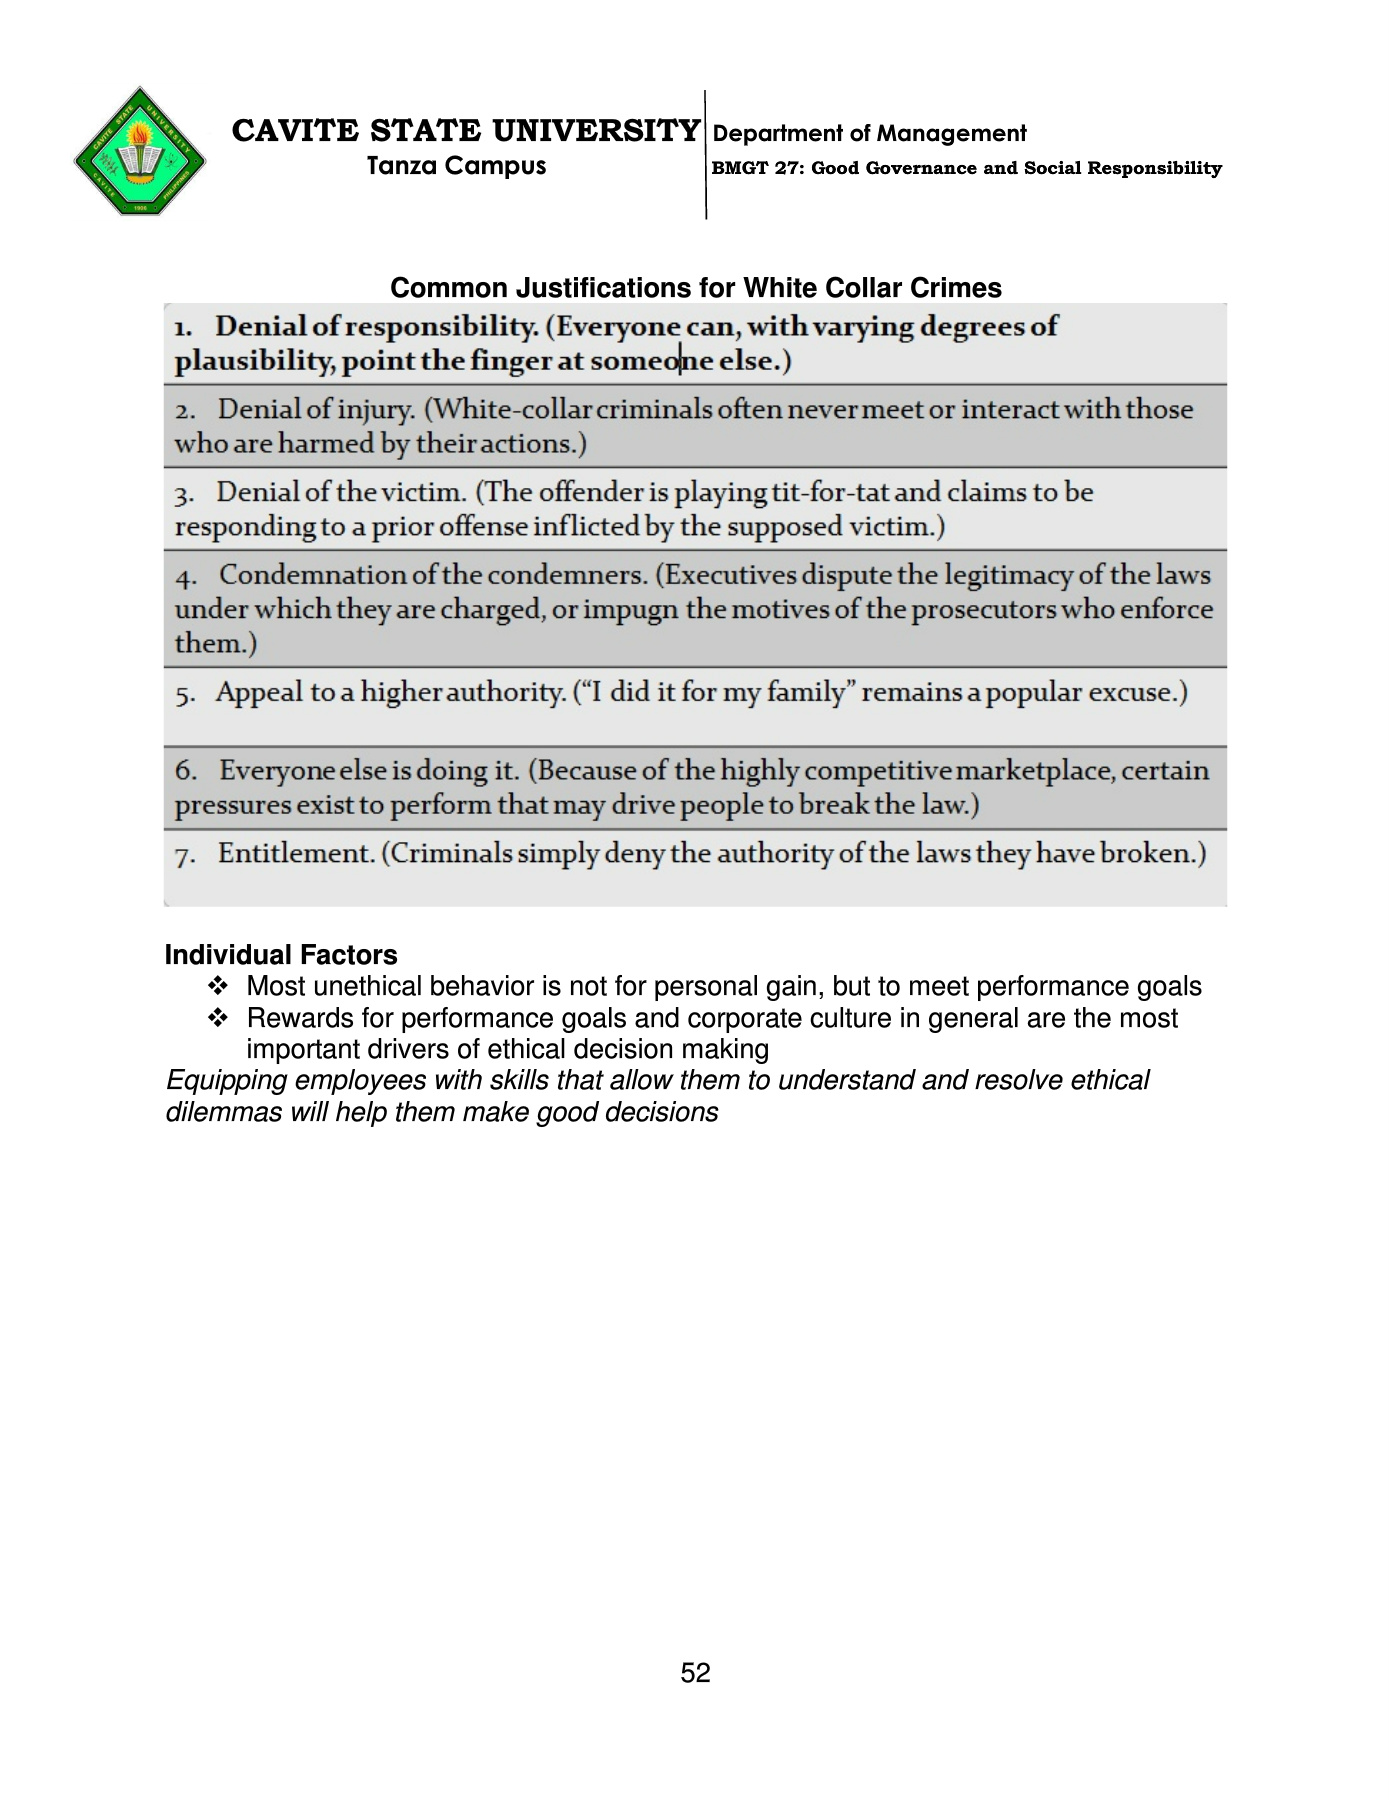 CAVITE STATE UNIVERSITY
Tanza Campus
Department of Management
BMGT 27: Good Governance and Social Responsibility
CAVITE STATE UNIVERSITY
CAVITE
PHILIPPINES
1906
Common Justifications for White Collar Crimes
1. Denial of responsibility. (Everyone can, with varying degrees of
plausibility, point the finger at someone else.)
2. Denial of injury. (White-collar criminals often never meet or interact with those
who are harmed by their actions.)
3. Denial of the victim. (The offender is playing tit-for-tat and claims to be
responding to a prior offense inflicted by the supposed victim.)
4. Condemnation of the condemners. (Executives dispute the legitimacy of the laws
under which they are charged, or impugn the motives of the prosecutors who enforce
them.)
5. Appeal to a higher authority. (“I did it for my family” remains a popular excuse.)
6. Everyone else is doing it. (Because of the highly competitive marketplace, certain
pressures exist to perform that may drive people to break the law.)
7. Entitlement. (Criminals simply deny the authority of the laws they have broken.)
Individual Factors
❖ Most unethical behavior is not for personal gain, but to meet performance goals
❖ Rewards for performance goals and corporate culture in general are the most
important drivers of ethical decision making
Equipping employees with skills that allow them to understand and resolve ethical
dilemmas will help them make good decisions
52